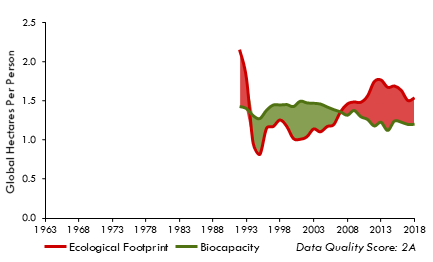 Global Hectares Per Person
2.5
2.0
1.5
1.0
0.5
0.0
1963 1968 1973 1978 1983 1988 1993 1998 2003 2008 2013 2018
Ecological Footprint Biocapacity Data Quality Score: 2A